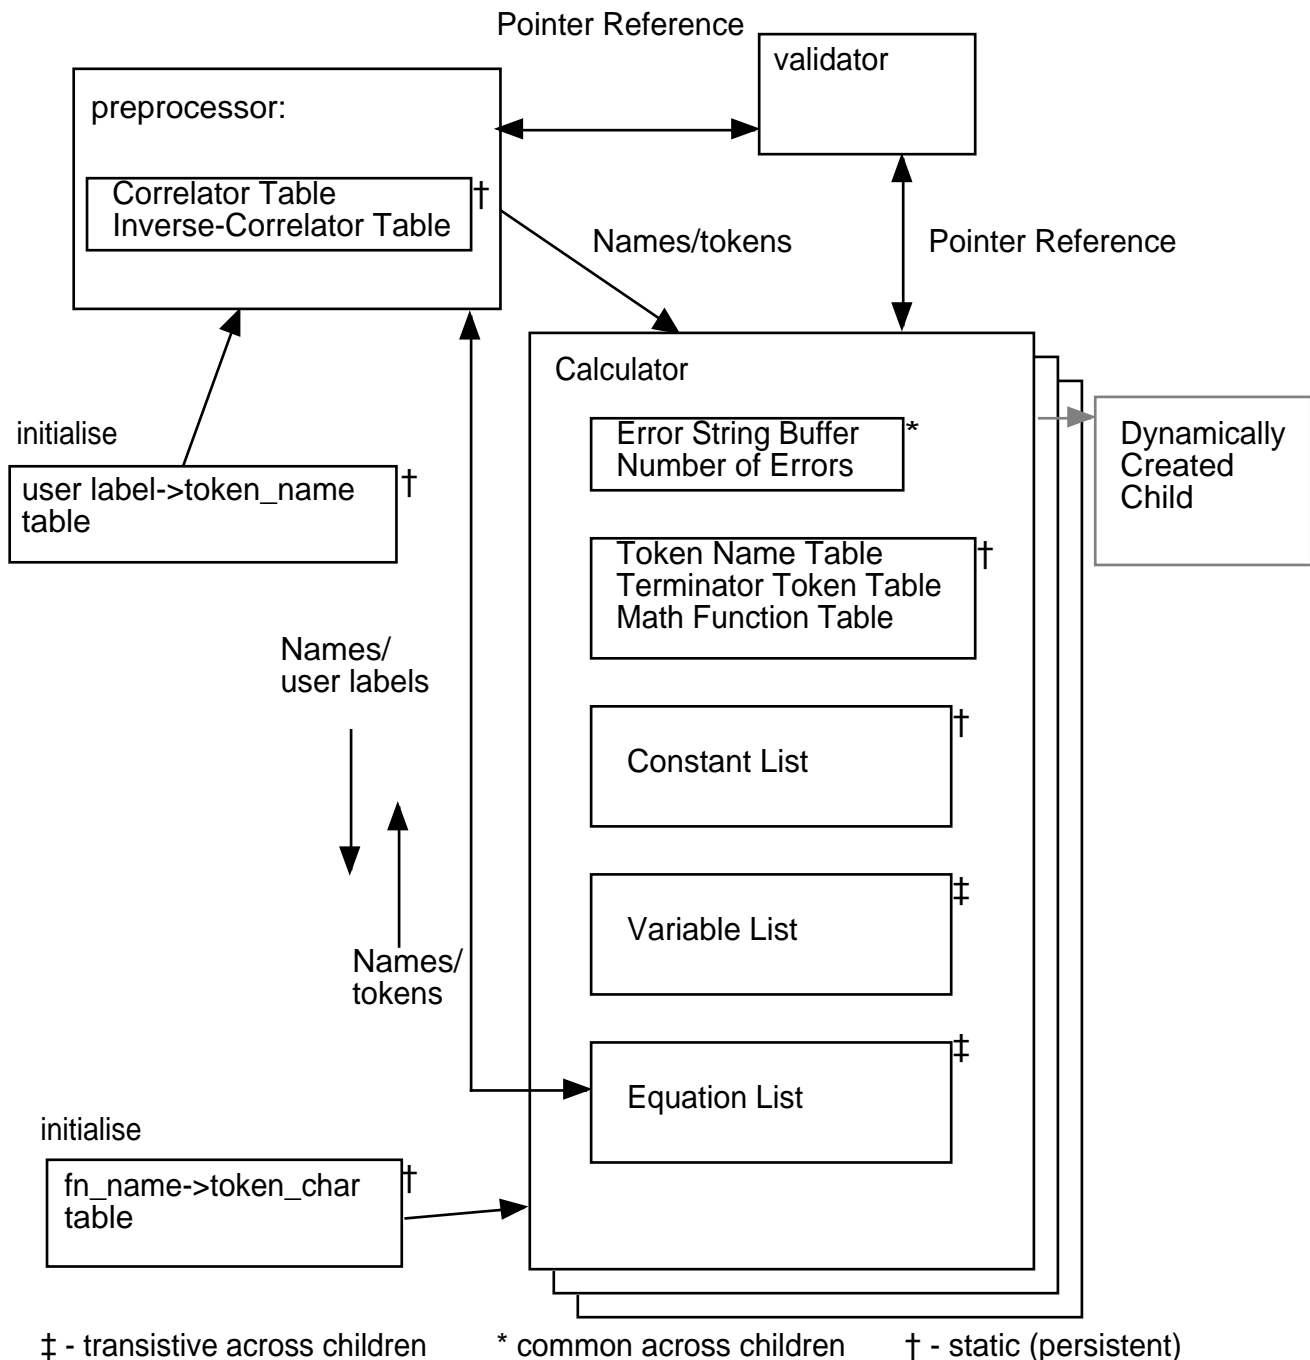 Pointer Reference
validator
preprocessor:
Correlator Table †
Inverse-Correlator Table
Names/tokens
Pointer Reference
Calculator
initialise
user label->token_name †
table
Error String Buffer *
Number of Errors
Dynamically
Created
Child
Token Name Table †
Terminator Token Table
Math Function Table
Names/
user labels
†
Constant List
‡
Variable List
Names/
tokens
‡
Equation List
initialise
fn_name->token_char †
table
‡ - transistive across children * common across children † - static (persistent)